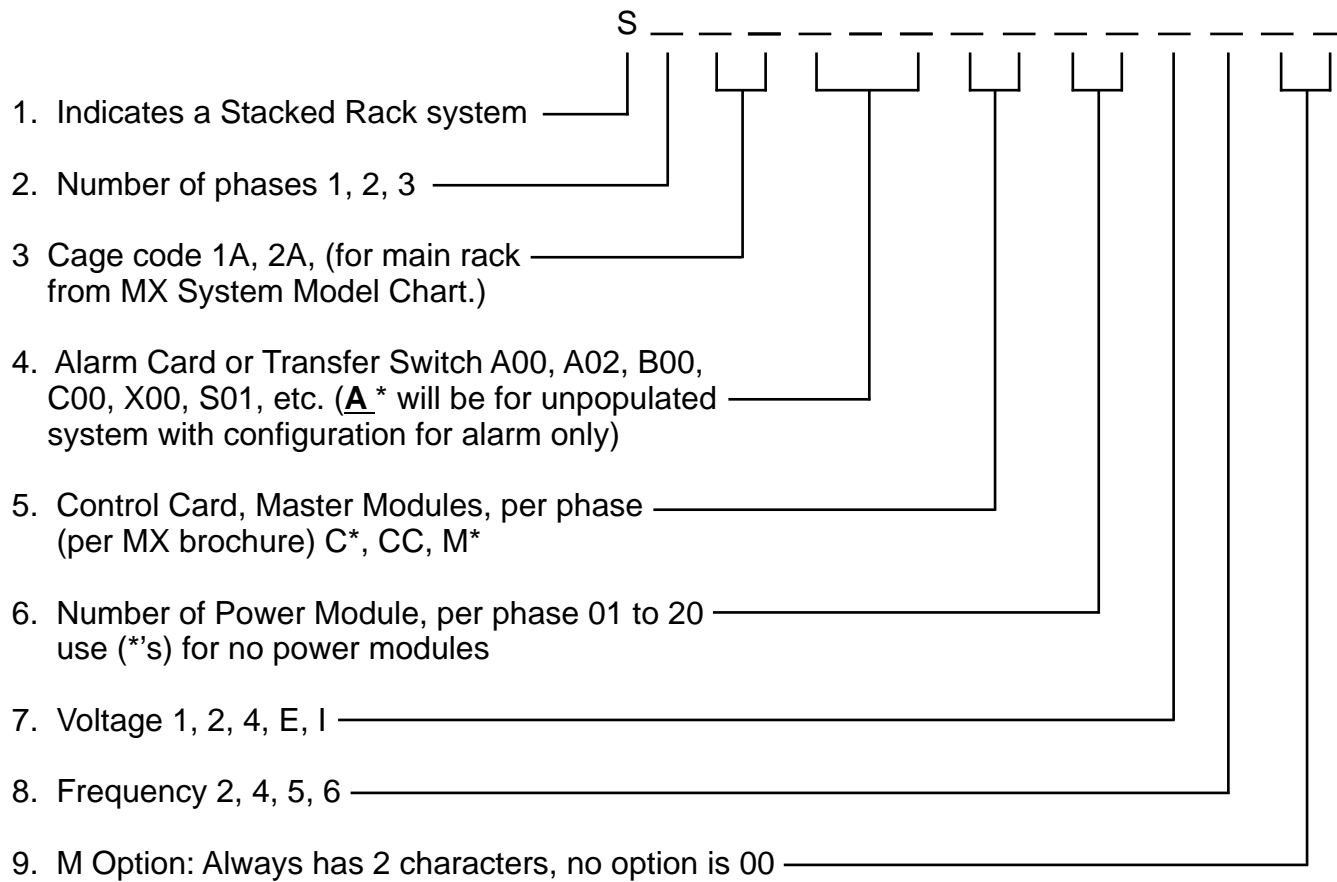 S _ _ _ _ _ _ _ _ _ _ _ _ _ _
1. Indicates a Stacked Rack system
2. Number of phases 1, 2, 3
3 Cage code 1A, 2A, (for main rack
from MX System Model Chart.)
4. Alarm Card or Transfer Switch A00, A02, B00,
C00, X00, S01, etc. (A * will be for unpopulated
system with configuration for alarm only)
5. Control Card, Master Modules, per phase
(per MX brochure) C*, CC, M*
6. Number of Power Module, per phase 01 to 20
use (*'s) for no power modules
7. Voltage 1, 2, 4, E, I
8. Frequency 2, 4, 5, 6
9. M Option: Always has 2 characters, no option is 00